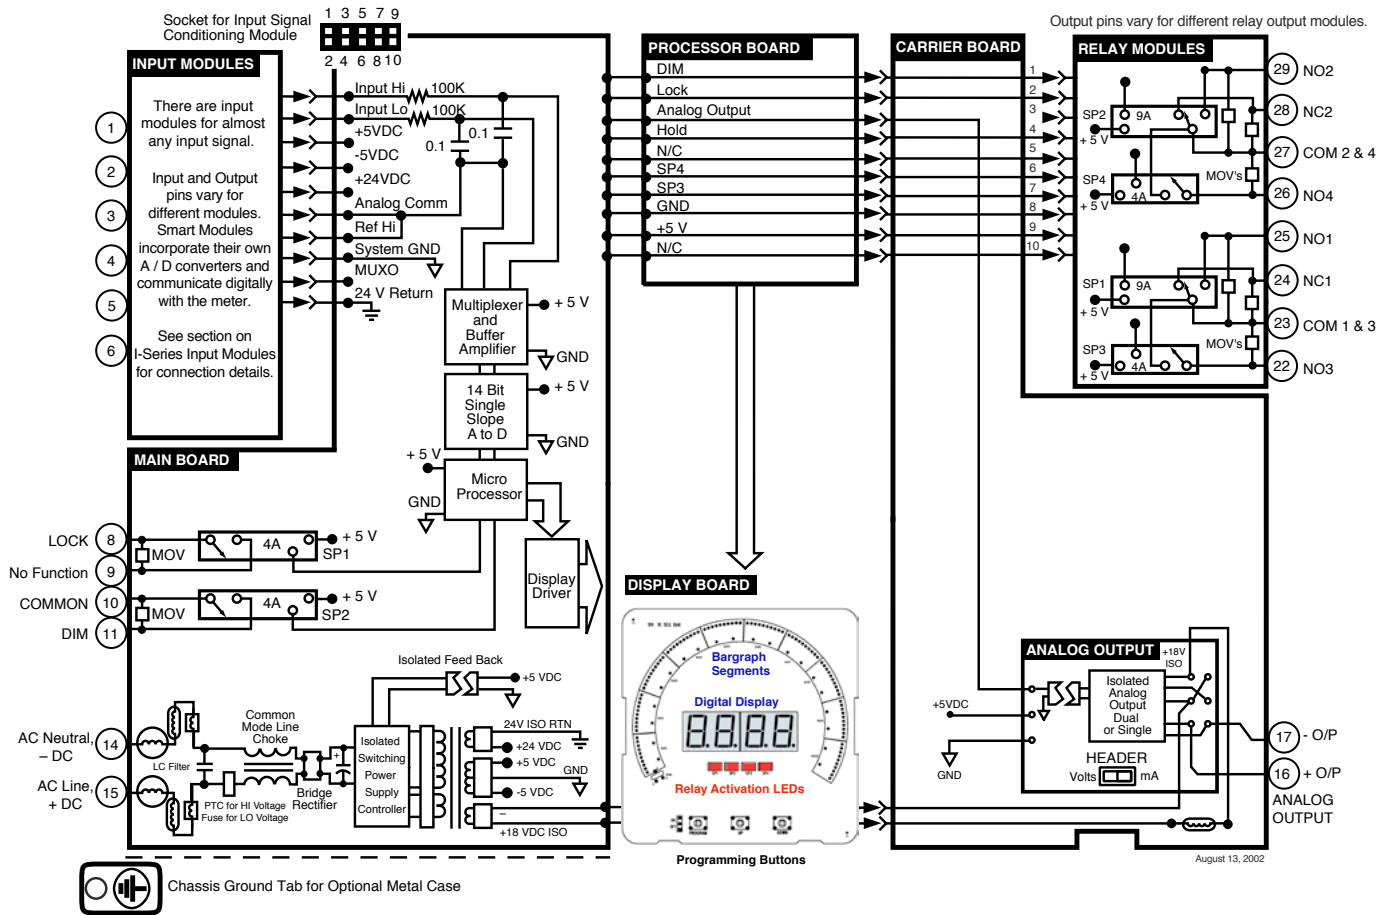 Socket for Input Signal
Conditioning Module
1 3 5 7 9
2 4 6 8 10
Output pins vary for different relay output modules.
INPUT MODULES
There are input
modules for almost
any input signal.
Input and Output
pins vary for
different modules.
Smart Modules
incorporate their own
A / D converters and
communicate digitally
with the meter.
See section on
I-Series Input Modules
for connection details.
1
2
3
4
5
6
Input Hi
100K
Input Lo
100K
+5VDC
-5VDC
+24VDC
Analog Comm
Ref Hi
System GND
MUXO
24 V Return
0.1
0.1
Multiplexer
and
Buffer
Amplifier
+ 5 V
GND
14 Bit
Single
Slope
A to D
+ 5 V
GND
Micro
Processor
+ 5 V
GND
Display
Driver
MAIN BOARD
LOCK 8
MOV
No Function 9
4A
+ 5 V
SP1
COMMON 10
MOV
DIM 11
4A
+ 5 V
SP2
Isolated Feed Back
+5 VDC
AC Neutral,
– DC
14
AC Line,
+ DC
15
LC Filter
Common
Mode Line
Choke
PTC for HI Voltage
Fuse for LO Voltage
Bridge
Rectifier
+
Isolated
Switching
Power
Supply
Controller
24V ISO RTN
+24 VDC
+5 VDC
GND
-5 VDC
–
+18 VDC ISO
Chassis Ground Tab for Optional Metal Case
PROCESSOR BOARD
DIM
Lock
Analog Output
Hold
N/C
SP4
SP3
GND
+5 V
N/C
DISPLAY BOARD
Bargraph
Segments
Digital Display
8.8.8.8.
SP1 SP2 SP3 SP4
Relay Activation LEDs
PROGRAM
UP
DOWN
Programming Buttons
CARRIER BOARD
1
2
3
4
5
6
7
8
9
10
RELAY MODULES
SP2
9A
+ 5 V
SP4
4A
+ 5 V
MOV's
SP1
9A
+ 5 V
SP3
4A
+ 5 V
MOV's
29 NO2
28 NC2
27 COM 2 & 4
26 NO4
25 NO1
24 NC1
23 COM 1 & 3
22 NO3
ANALOG OUTPUT
+18V
ISO
Isolated
Analog
Output
Dual
or Single
HEADER
Volts
mA
+5VDC
GND
17 - O/P
16 + O/P
ANALOG
OUTPUT
August 13, 2002